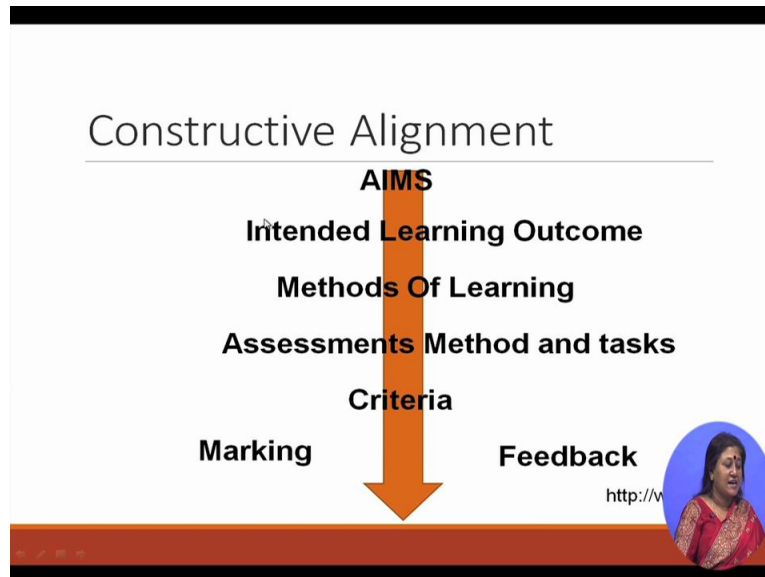 Constructive Alignment
AIMS
Intended Learning Outcome
Methods Of Learning
Assessments Method and tasks
Criteria
Marking
Feedback
http://w